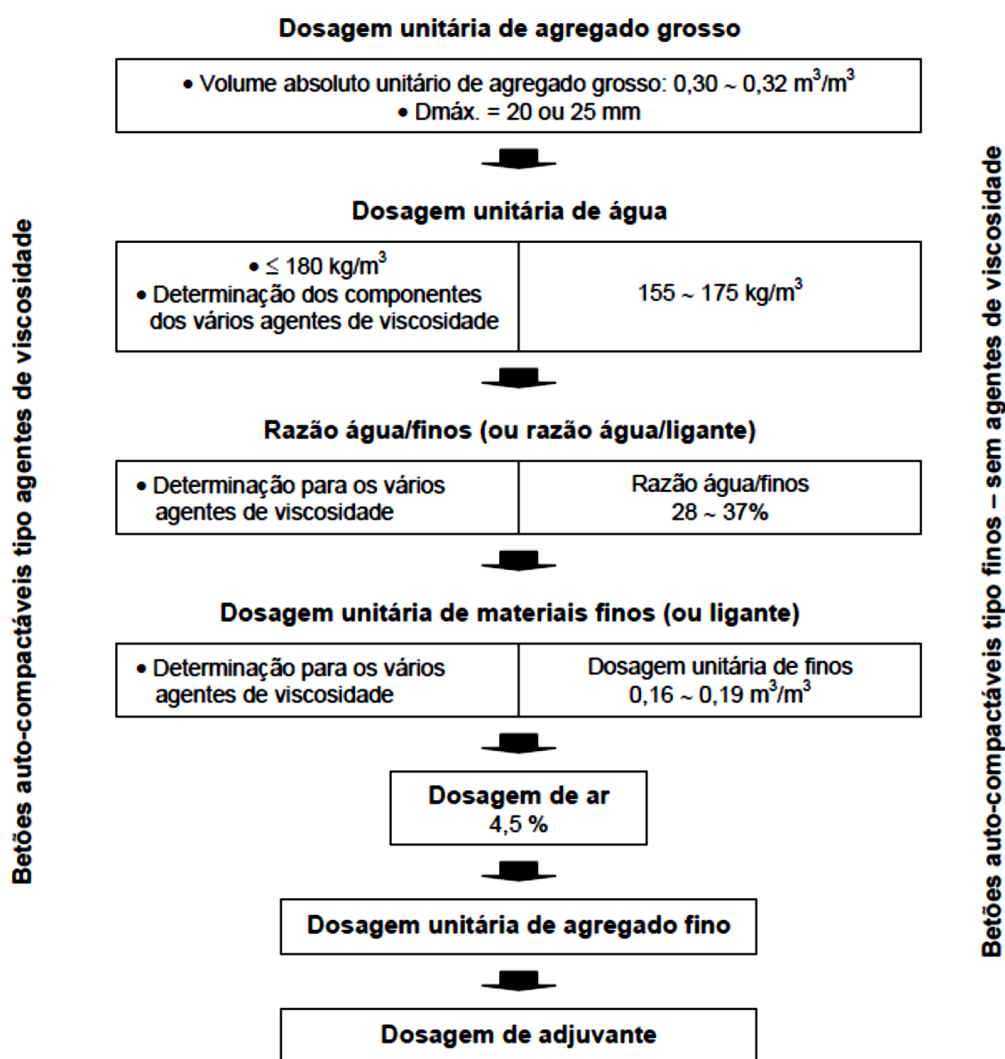 Dosagem unitária de agregado grosso
• Volume absoluto unitário de agregado grosso: 0,30 ~ 0,32 m³/m³
• Dmáx. = 20 ou 25 mm
Dosagem unitária de água
• ≤ 180 kg/m³
• Determinação dos componentes
dos vários agentes de viscosidade
155 ~ 175 kg/m³
Razão água/finos (ou razão água/ligante)
• Determinação para os vários
agentes de viscosidade
Razão água/finos
28 ~ 37%
Dosagem unitária de materiais finos (ou ligante)
• Determinação para os vários
agentes de viscosidade
Dosagem unitária de finos
0,16 ~ 0,19 m³/m³
Dosagem de ar
4,5 %
Dosagem unitária de agregado fino
Dosagem de adjuvante
Betões auto-compactáveis tipo agentes de viscosidade
Betões auto-compactáveis tipo finos – sem agentes de viscosidade